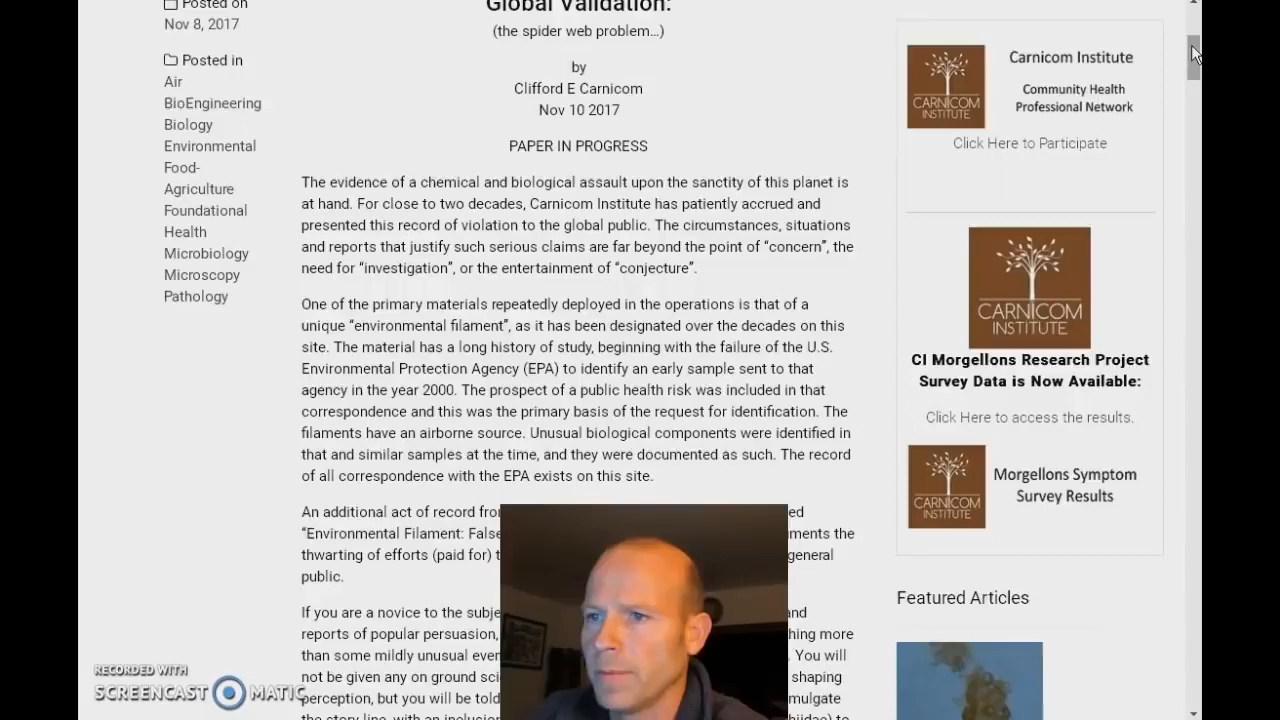 Posted on
Nov 8, 2017
Posted in
Air
BioEngineering
Biology
Environmental
Food-
Agriculture
Foundational
Health
Microbiology
Microscopy
Pathology
Global Validation:
(the spider web problem…)
by
Clifford E Carnicom
Nov 10 2017
PAPER IN PROGRESS
The evidence of a chemical and biological assault upon the sanctity of this planet is
at hand. For close to two decades, Carnicom Institute has patiently accrued and
presented this record of violation to the global public. The circumstances, situations
and reports that justify such serious claims are far beyond the point of “concern”, the
need for “investigation”, or the entertainment of “conjecture”.
One of the primary materials repeatedly deployed in the operations is that of a
unique “environmental filament”, as it has been designated over the decades on this
site. The material has a long history of study, beginning with the failure of the U.S.
Environmental Protection Agency (EPA) to identify an early sample sent to that
agency in the year 2000. The prospect of a public health risk was included in that
correspondence and this was the primary basis of the request for identification. The
filaments have an airborne source. Unusual biological components were identified in
that and similar samples at the time, and they were documented as such. The record
of all correspondence with the EPA exists on this site.
An additional act of record
“Environmental Filament: the
thwarting of efforts (paid for) general
public.
If you are a novice to the and
reports of popular persuasion, more
than some mildly unusual You will
not be given any on ground shaping
perception, but you will be told
the story line, with an to
Carnicom Institute
Community Health
Professional Network
CARNICOM
INSTITUTE
Click Here to Participate
CARNICOM
INSTITUTE
CI Morgellons Research Project
Survey Data is Now Available:
Click Here to access the results.
CARNICOM
INSTITUTE
Morgellons Symptom
Survey Results
Featured Articles
RECORDED WITH
SCREENCAST MATIC